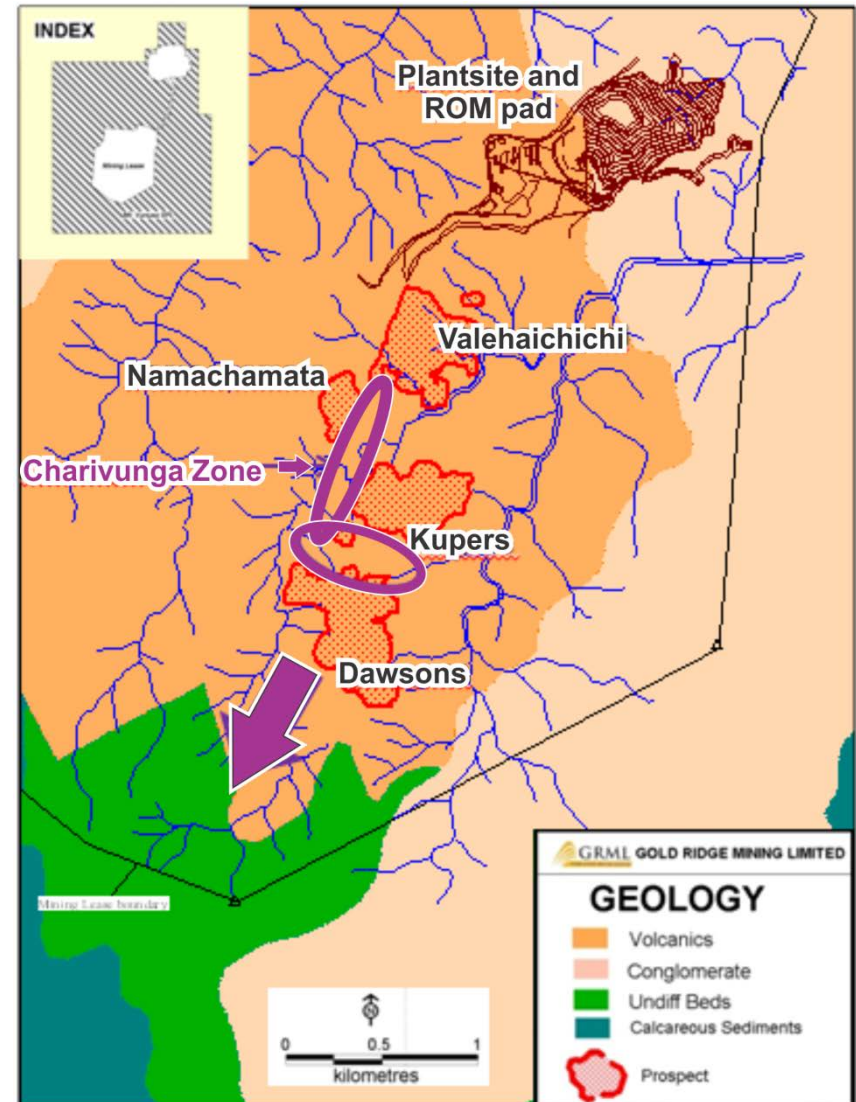 INDEX
Mining Lease
Plantsite and
ROM pad
Valehaichichi
Namachamata
Charivunga Zone
Kupers
Dawsons
Mining Lease boundary
N
0 0.5 1
kilometres
GRML GOLD RIDGE MINING LIMITED
GEOLOGY
Volcanics
Conglomerate
Undiff Beds
Calcareous Sediments
Prospect